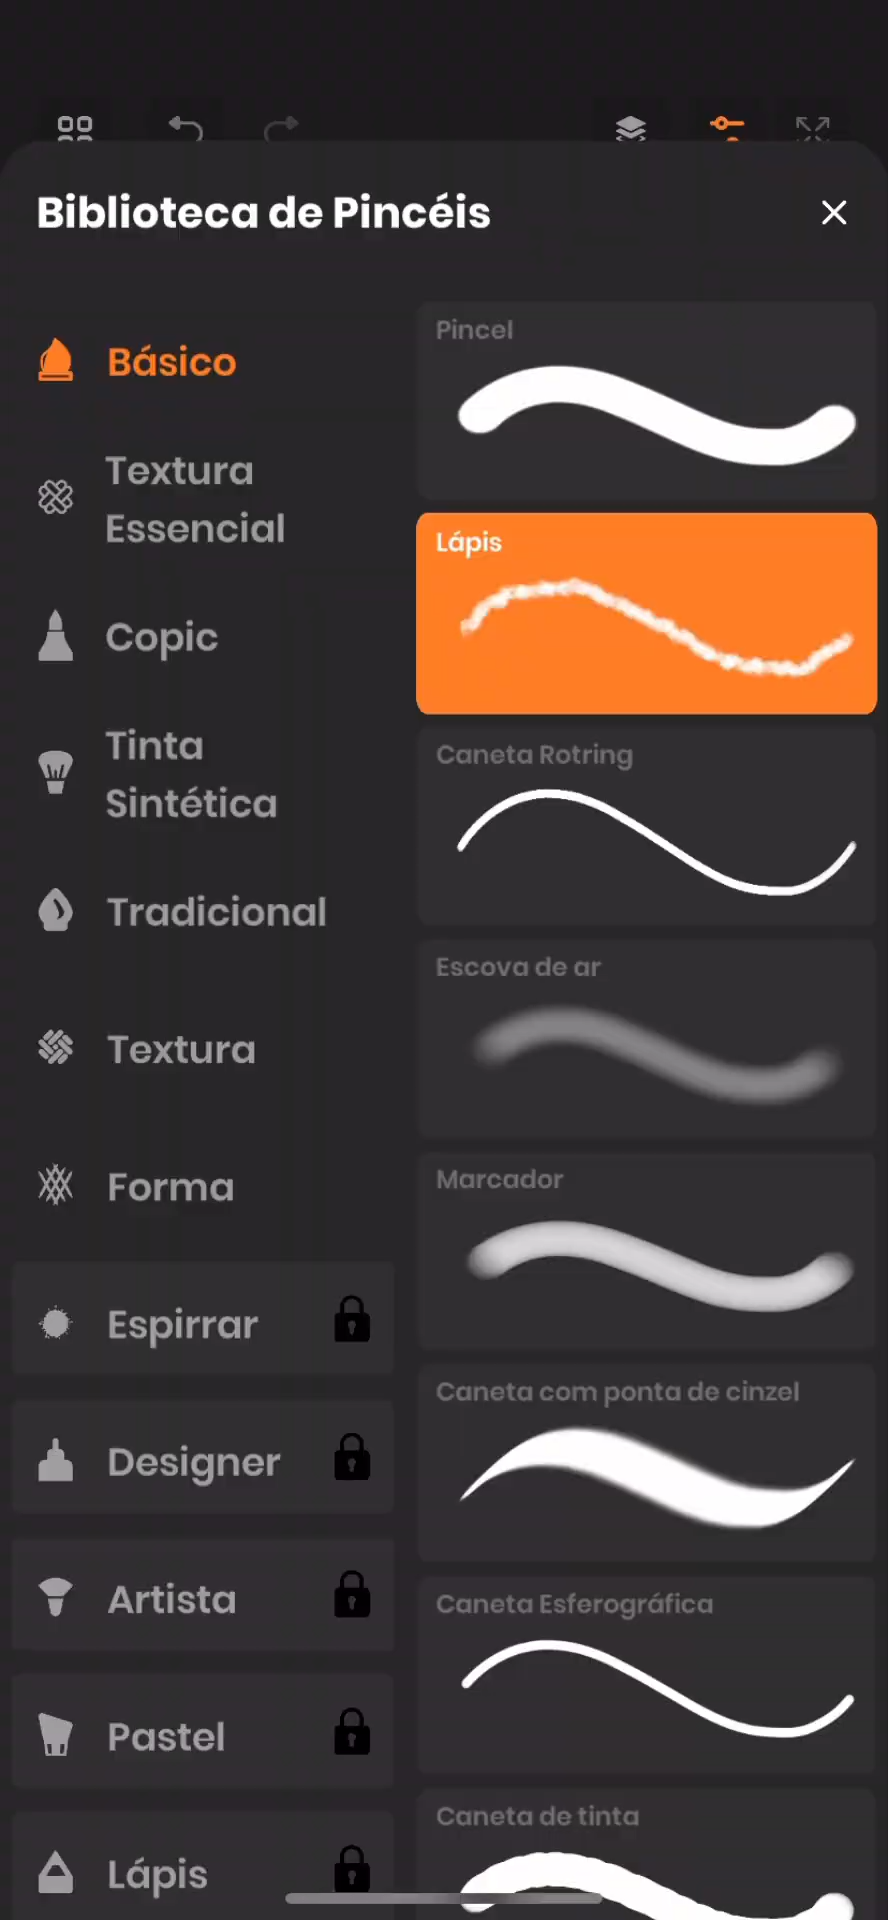 Biblioteca de Pincéis
Básico
Textura
Essencial
Copic
Tinta
Sintética
Tradicional
Textura
Forma
Espirrar
Designer
Artista
Pastel
Lápis
Pincel
Lápis
Caneta Rotring
Escova de ar
Marcador
Caneta com ponta de cinzel
Caneta Esferográfica
Caneta de tinta